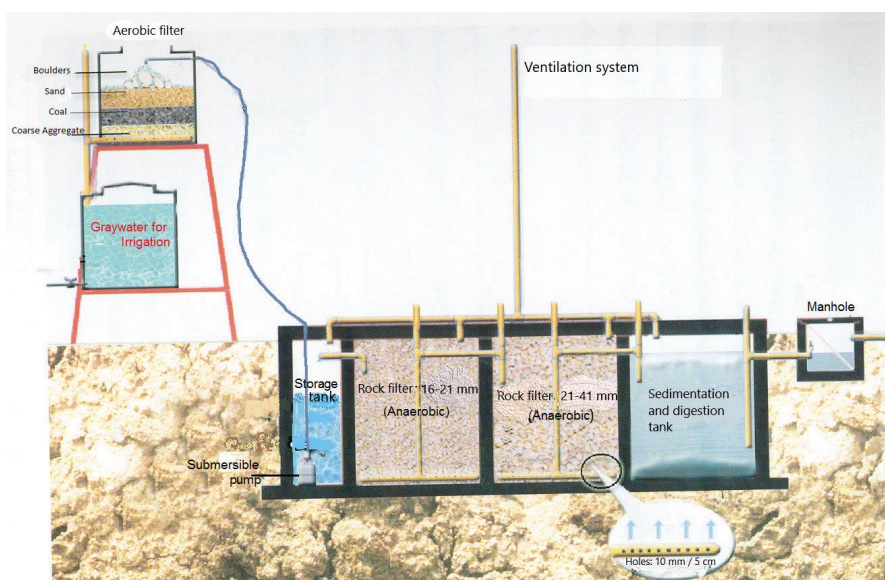 Aerobic filter
Boulders
Sand
Coal
Coarse Aggregate
Ventilation system
Graywater for
Irrigation
Manhole
Storage
tank
Rock filter: 16-21 mm
(Anaerobic)
Rock filter. 21-41 mm
(Anaerobic)
Sedimentation
and digestion
tank
Submersible
pump
Holes: 10 mm / 5 cm